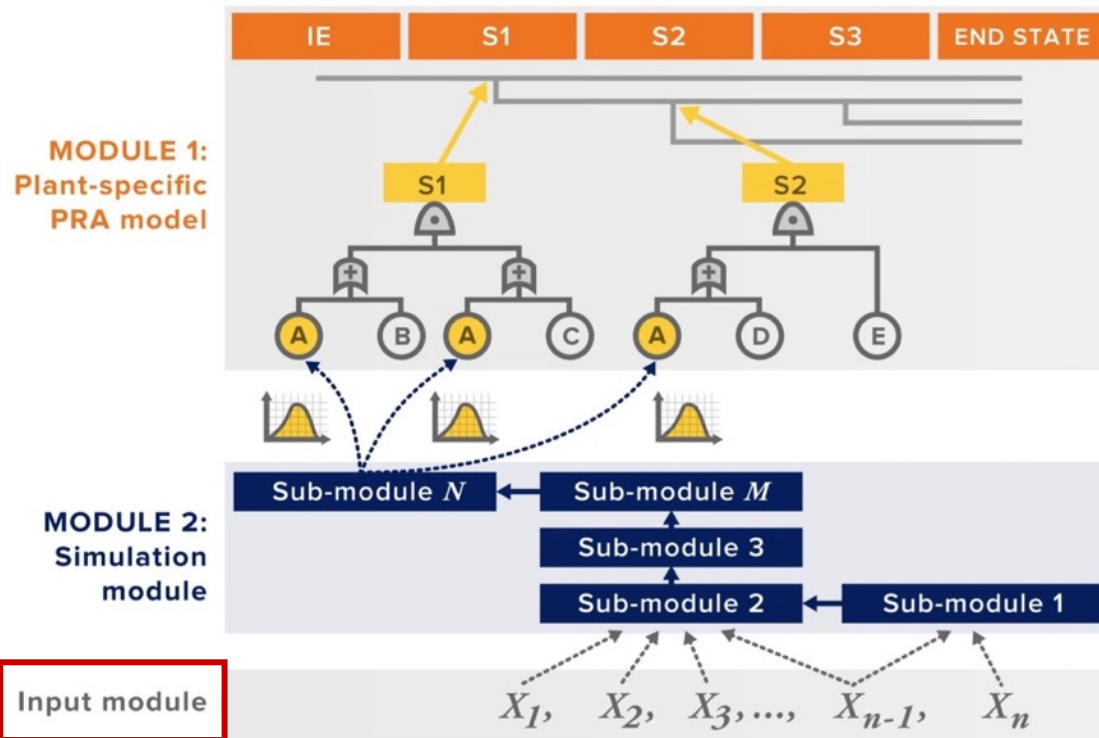 IE S1 S2 S3 END STATE
MODULE 1:
Plant-specific
PRA model
S1 S2
+ + +
A B A C A D E
MODULE 2:
Simulation
module
Sub-module N Sub-module M
Sub-module 3
Sub-module 2 Sub-module 1
Input module
X1, X2, X3, ..., Xn-1, Xn